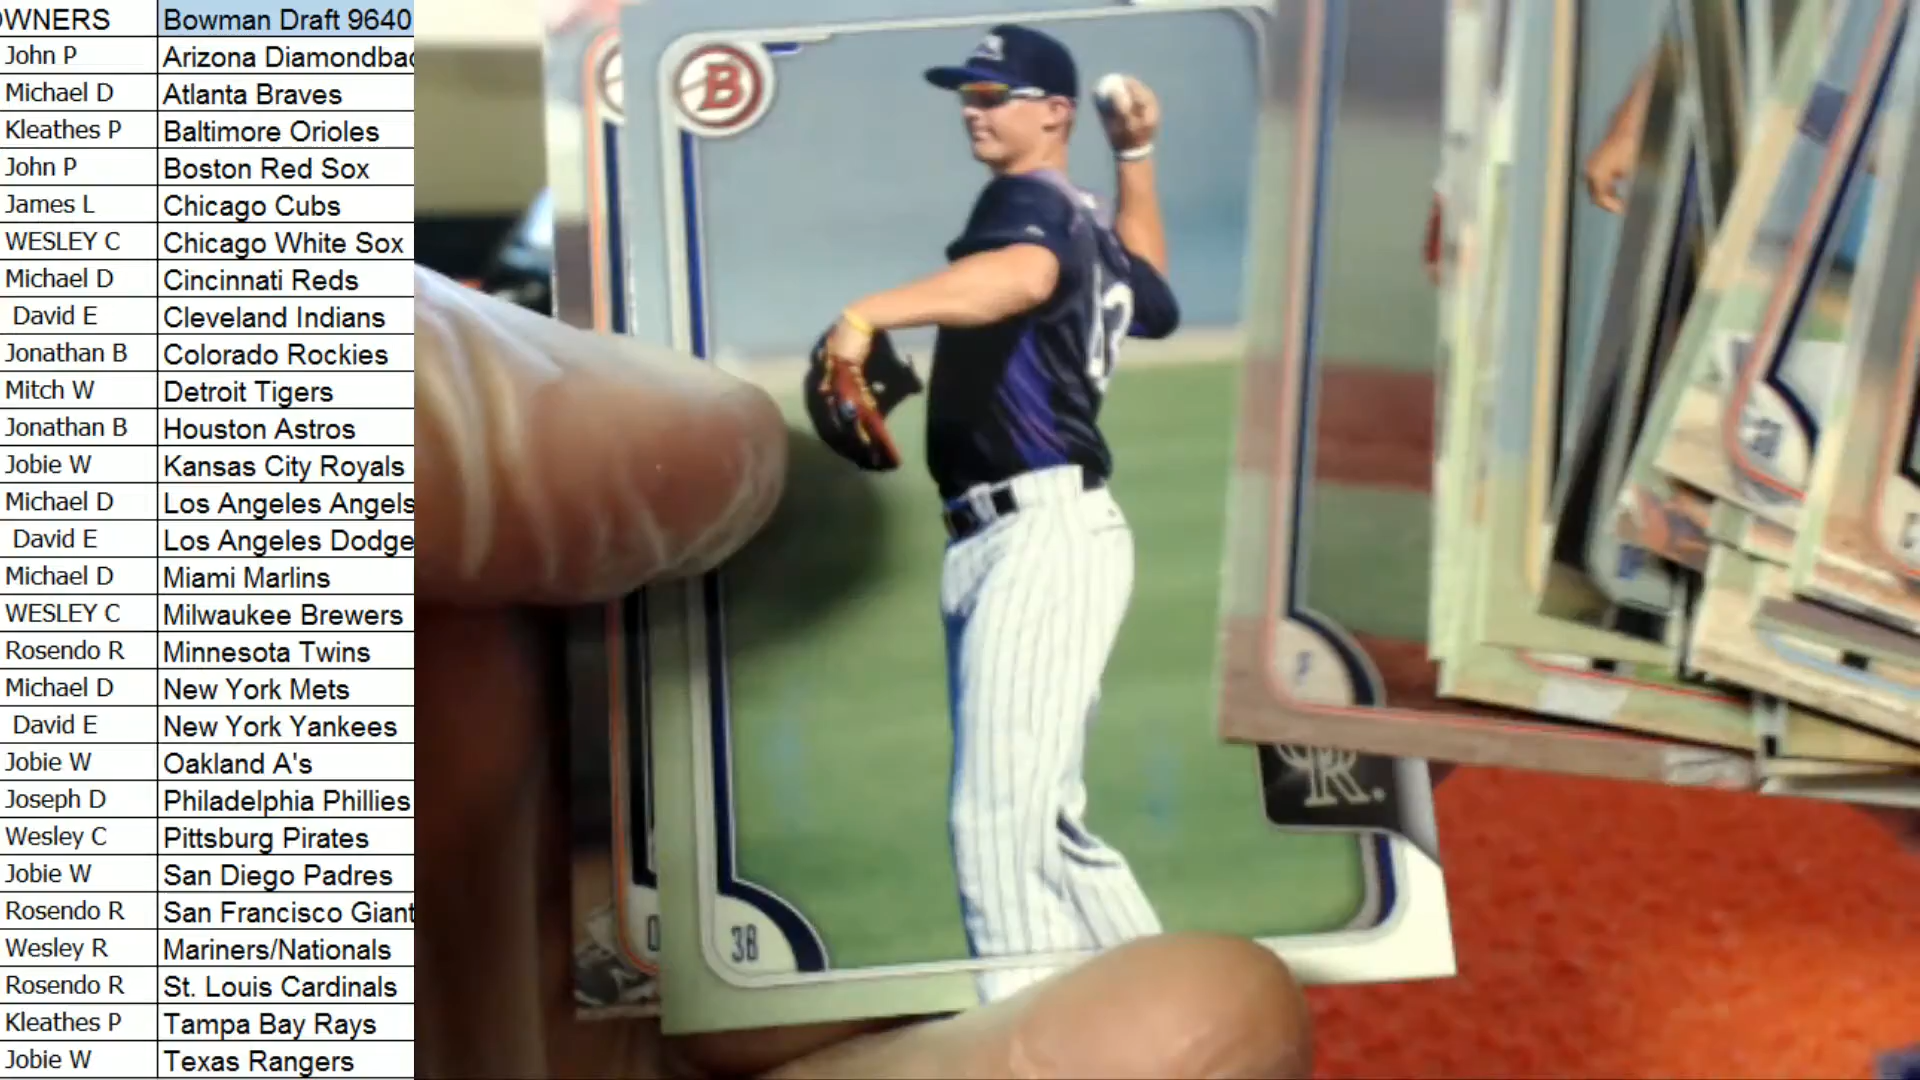 OWNERS Bowman Draft 9640
John P Arizona Diamondbac
Michael D Atlanta Braves
Kleathes P Baltimore Orioles
John P Boston Red Sox
James L Chicago Cubs
WESLEY C Chicago White Sox
Michael D Cincinnati Reds
David E Cleveland Indians
Jonathan B Colorado Rockies
Mitch W Detroit Tigers
Jonathan B Houston Astros
Jobie W Kansas City Royals
Michael D Los Angeles Angels
David E Los Angeles Dodge
Michael D Miami Marlins
WESLEY C Milwaukee Brewers
Rosendo R Minnesota Twins
Michael D New York Mets
David E New York Yankees
Jobie W Oakland A's
Joseph D Philadelphia Phillies
Wesley C Pittsburg Pirates
Jobie W San Diego Padres
Rosendo R San Francisco Giant
Wesley R Mariners/Nationals
Rosendo R St. Louis Cardinals
Kleathes P Tampa Bay Rays
Jobie W Texas Rangers
B
CR.
38